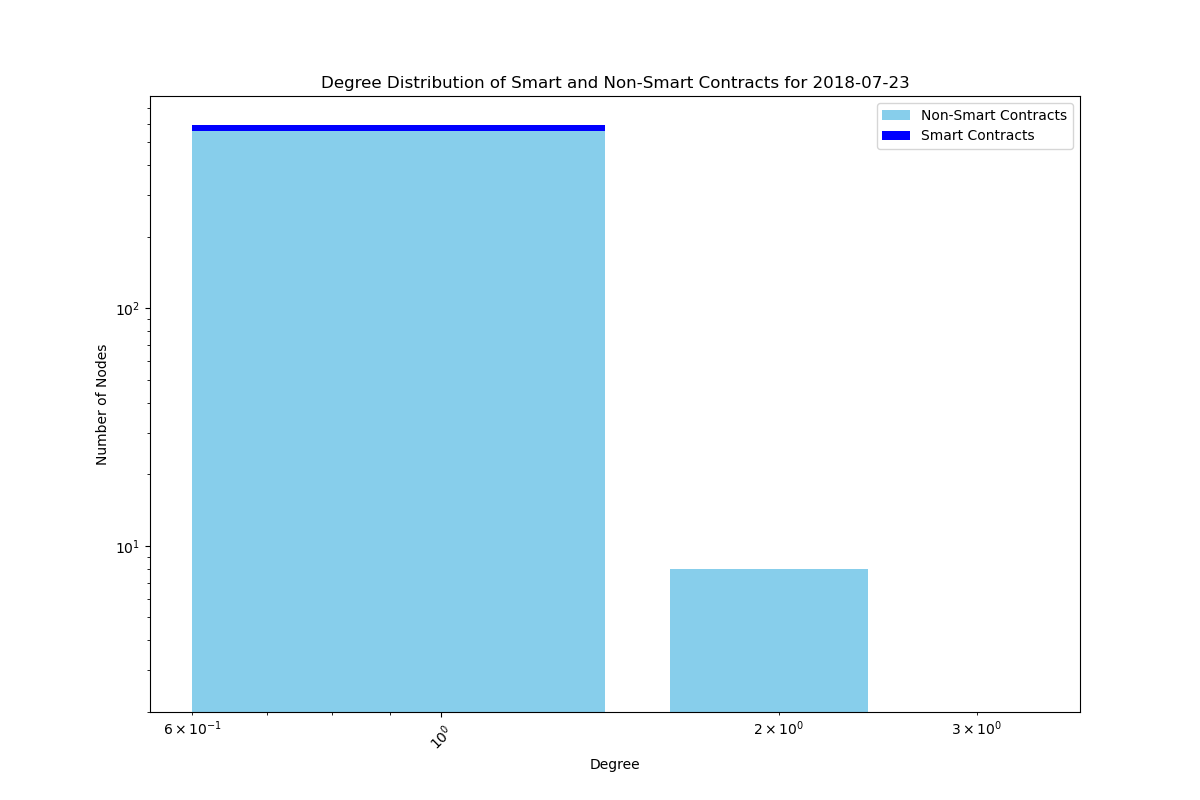 Degree Distribution of Smart and Non-Smart Contracts for 2018-07-23
Non-Smart Contracts
Smart Contracts
Number of Nodes
10²
10¹
6 × 10⁻¹
10⁰
2 × 10⁰
3 × 10⁰
Degree